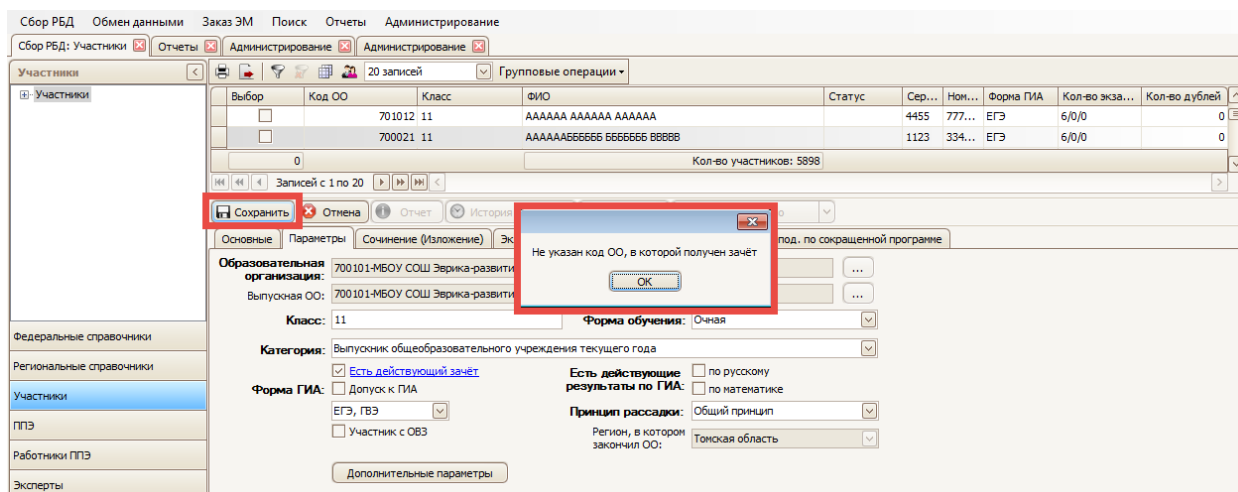 Сбор РБД Обмен данными Заказ ЭМ Поиск Отчеты Администрирование
Сбор РБД: Участники Отчеты Администрирование Администрирование
Участники 20 записей Групповые операции
Участники
Выбор Код ОО Класс ФИО Статус Сер... Ном... Форма ГИА Кол-во экза... Кол-во дублей
701012 11 АААААА АААААА АААААА 4455 777... ЕГЭ 6/0/0 0
700021 11 ААААААБББББББ БББББББ ВВВВВ 1123 334... ЕГЭ 6/0/0 0
0 Кол-во участников: 5898
Записей с 1 по 20
Сохранить Отмена Отчет История
Основные Параметры Сочинение (Изложение) Эк под. по сокращенной программе
Не указан код ОО, в которой получен зачёт
ОК
Образовательная организация: 700101-МБОУ СОШ Эврика-развити ...
Выпускная ОО: 700101-МБОУ СОШ Эврика-развити ...
Класс: 11 Форма обучения: Очная
Категория: Выпускник общеобразовательного учреждения текущего года
Есть действующий зачёт Есть действующие результаты по ГИА: по русскому
Форма ГИА: Допуск к ГИА по математике
ЕГЭ, ГВЭ Принцип рассадки: Общий принцип
Участник с ОВЗ Регион, в котором закончил ОО: Томская область
Дополнительные параметры
Федеральные справочники
Региональные справочники
Участники
ППЭ
Работники ППЭ
Эксперты